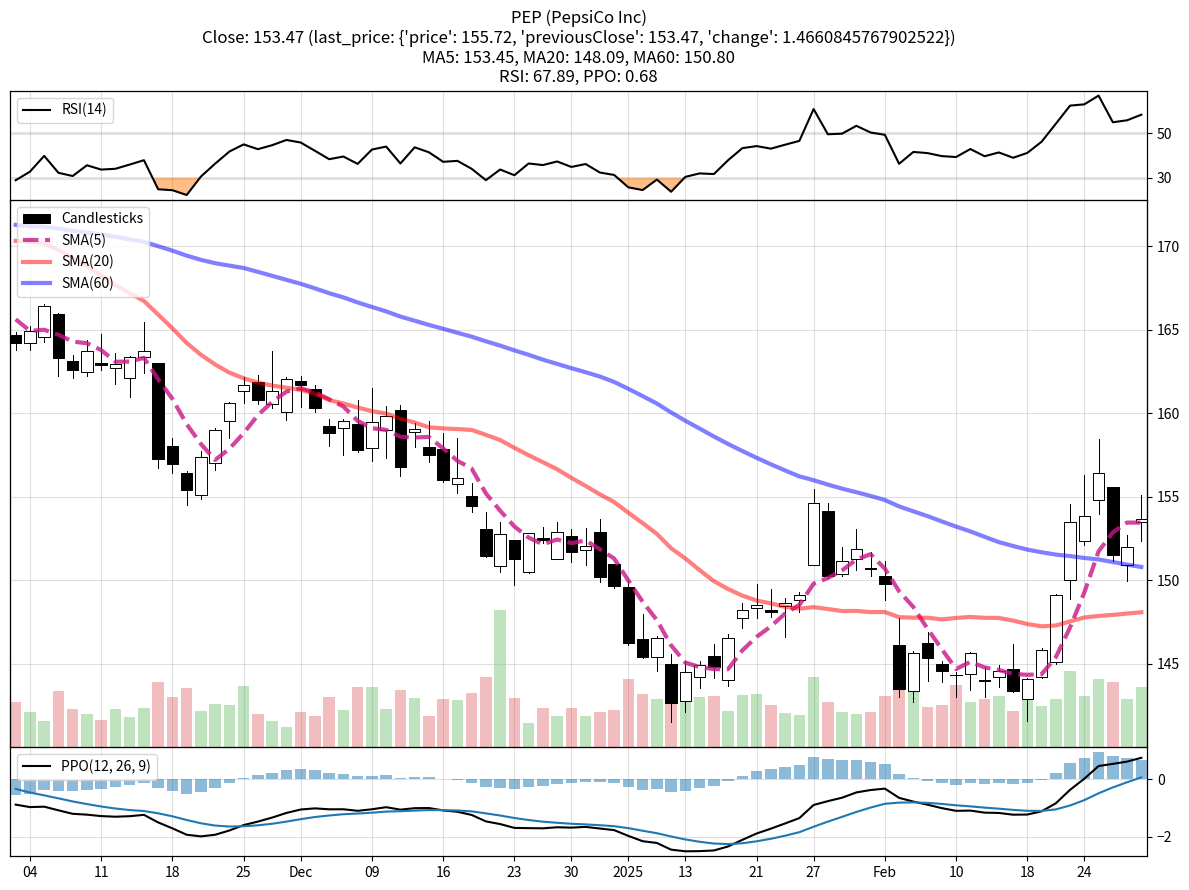 PEP (PepsiCo Inc)
Close: 153.47 (last_price: {'price': 155.72, 'previousClose': 153.47, 'change': 1.4660845767902522})
MA5: 153.45, MA20: 148.09, MA60: 150.80
RSI: 67.89, PPO: 0.68
RSI(14)
50
30
Candlesticks
SMA(5)
SMA(20)
SMA(60)
170
165
160
155
150
145
PPO(12, 26, 9)
0
−2
04 11 18 25 Dec 09 16 23 30 2025 13 21 27 Feb 10 18 24